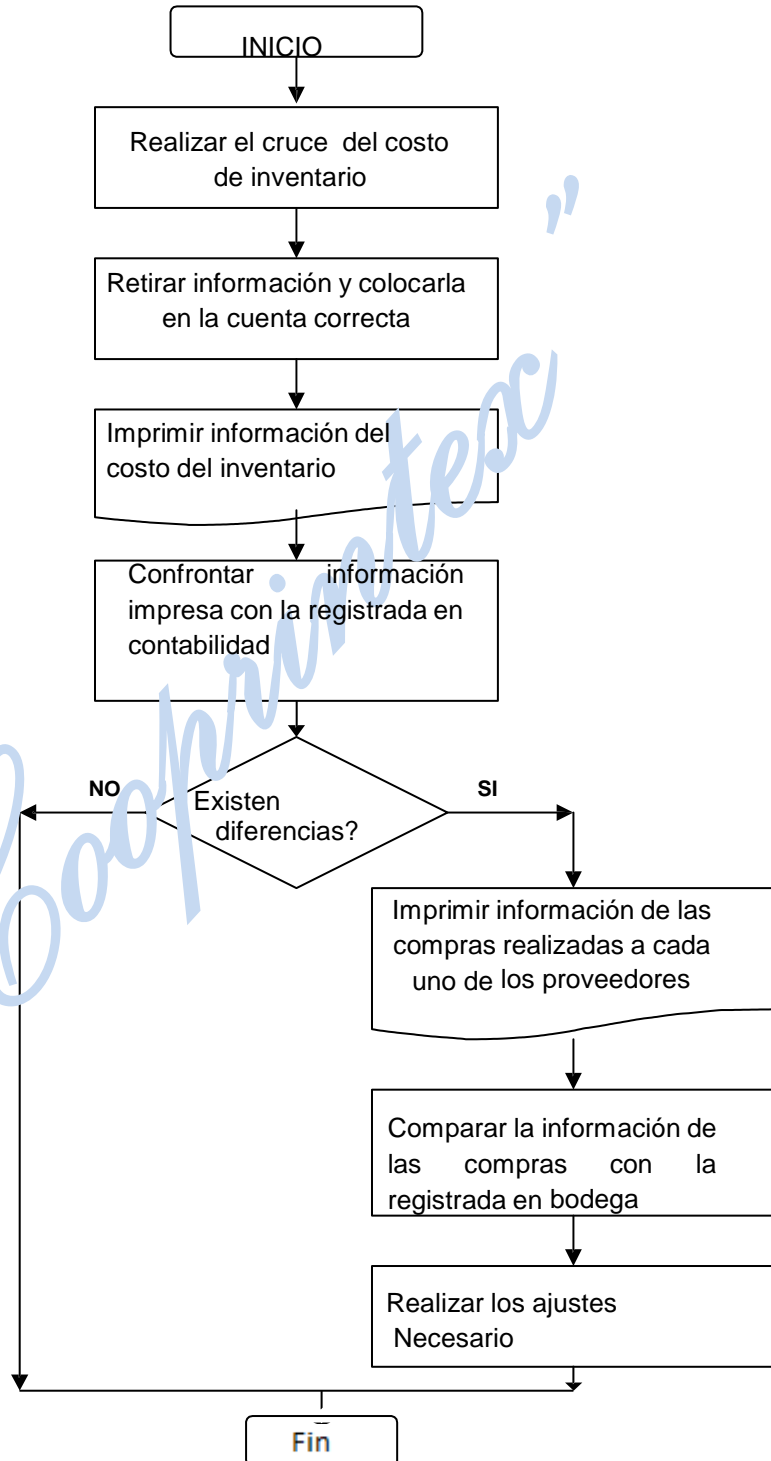 INICIO
Realizar el cruce del costo
de inventario
Retirar información y colocarla
en la cuenta correcta
Imprimir información del
costo del inventario
Confrontar información
impresa con la registrada en
contabilidad
NO
Existen
diferencias?
SI
Imprimir información de las
compras realizadas a cada
uno de los proveedores
Comparar la información de
las compras con la
registrada en bodega
Realizar los ajustes
Necesario
Fin
Cooprintex”